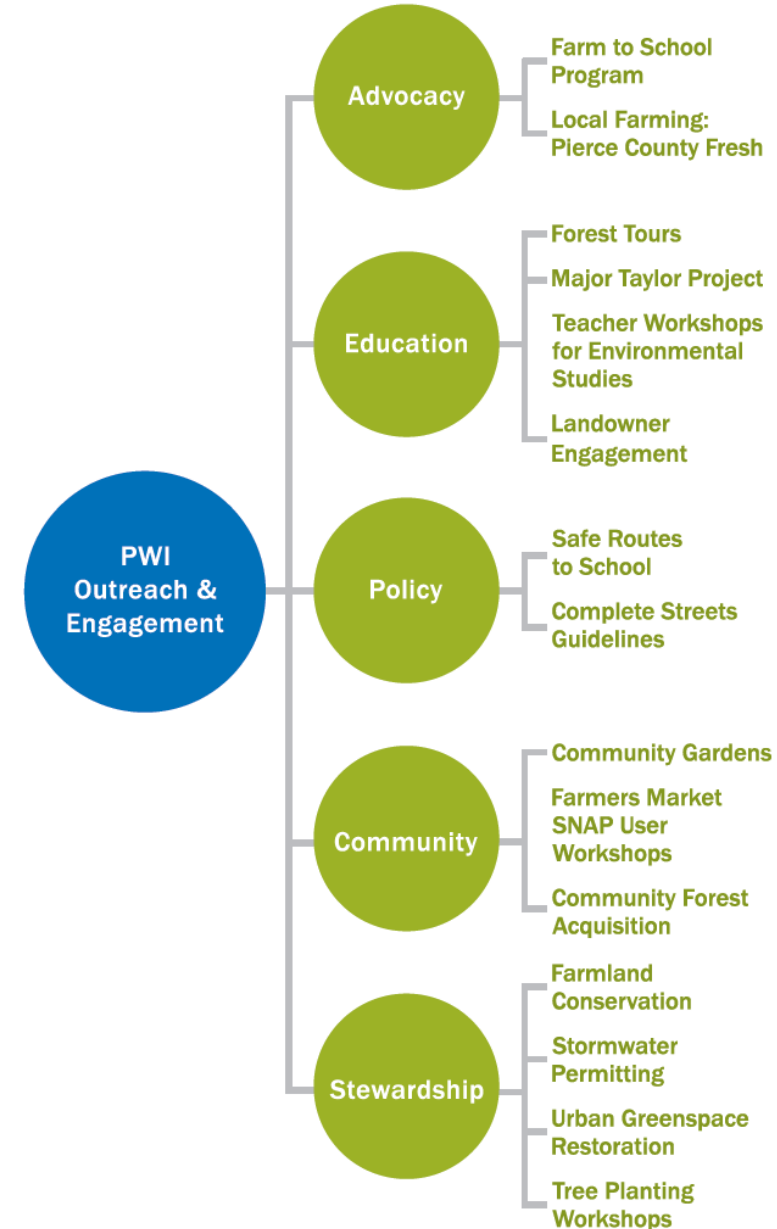 PWI
Outreach &
Engagement
Advocacy
Farm to School
Program
Local Farming:
Pierce County Fresh
Education
Forest Tours
Major Taylor Project
Teacher Workshops
for Environmental
Studies
Landowner
Engagement
Policy
Safe Routes
to School
Complete Streets
Guidelines
Community
Community Gardens
Farmers Market
SNAP User
Workshops
Community Forest
Acquisition
Stewardship
Farmland
Conservation
Stormwater
Permitting
Urban Greenspace
Restoration
Tree Planting
Workshops